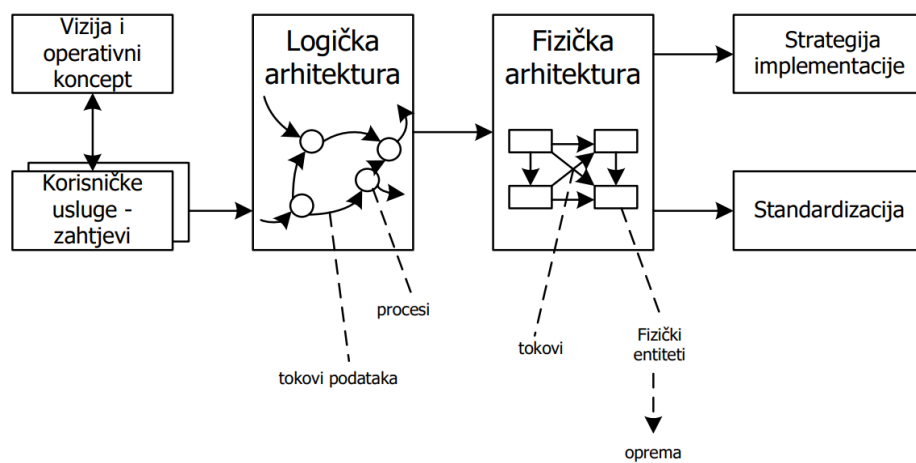 Vizija i
operativni
koncept
Korisničke
usluge -
zahtjevi
Logička
arhitektura
Fizička
arhitektura
Strategija
implementacije
Standardizacija
procesi
tokovi podataka
tokovi
Fizički
entiteti
oprema